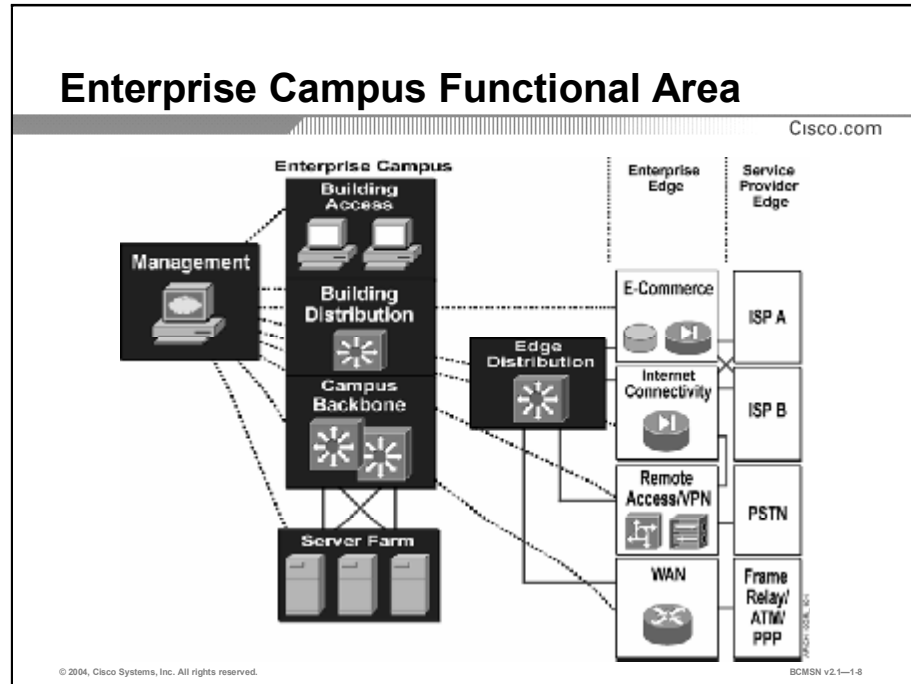 Enterprise Campus Functional Area
Cisco.com
Enterprise Campus
Building
Access
Management
Building
Distribution
Campus
Backbone
Server Farm
Edge
Distribution
Enterprise
Edge
Service
Provider
Edge
E-Commerce
ISP A
Internet
Connectivity
ISP B
Remote
Access/VPN
PSTN
WAN
Frame
Relay/
ATM/
PPP
© 2004, Cisco Systems, Inc. All rights reserved.
BCMSN v2.1—1-8